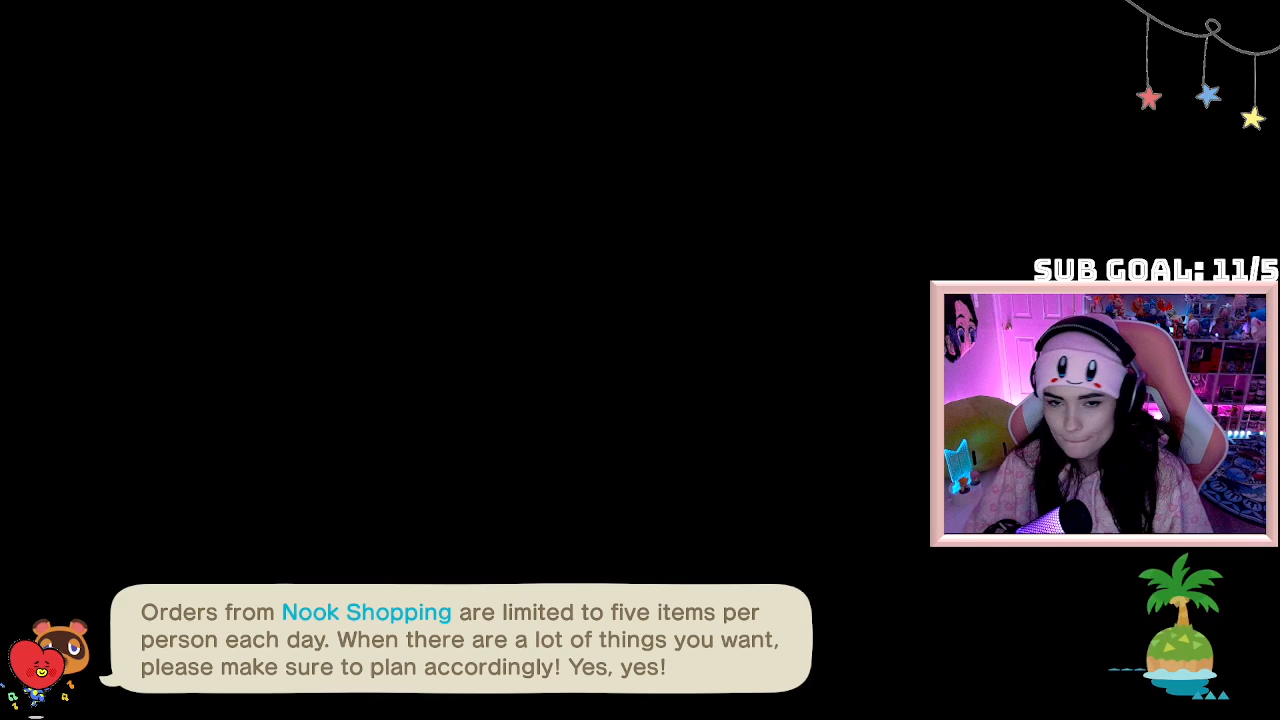 SUB GOAL: 11/5
Orders from Nook Shopping are limited to five items per
person each day. When there are a lot of things you want,
please make sure to plan accordingly! Yes, yes!